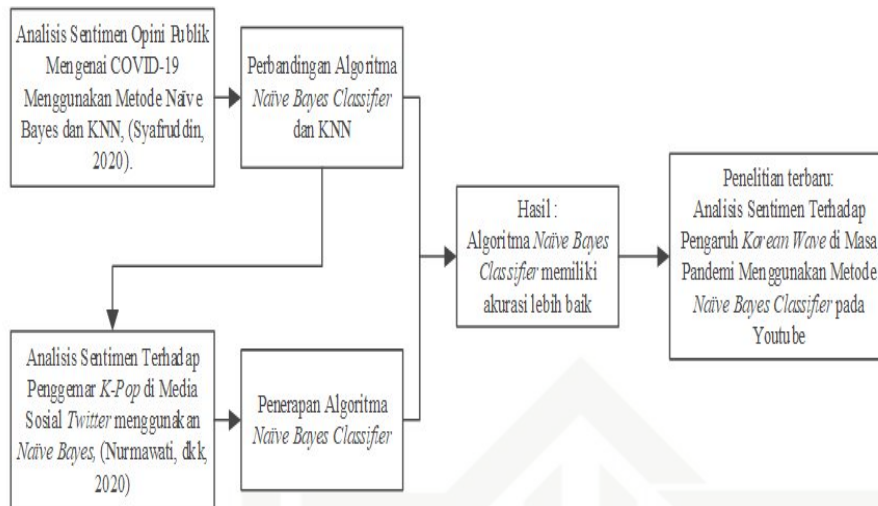 Analisis Sentimen Opini Publik
Mengenai COVID-19
Menggunakan Metode Naïve
Bayes dan KNN, (Syafruddin,
2020).
Perbandingan Algoritma
Naïve Bayes Classifier
dan KNN
Hasil :
Algoritma Naïve Bayes
Classifier memiliki
akurasi lebih baik
Penelitian terbaru:
Analisis Sentimen Terhadap
Pengaruh Korean Wave di Masa
Pandemi Menggunakan Metode
Naïve Bayes Classifier pada
Youtube
Analisis Sentimen Terhadap
Penggemar K-Pop di Media
Sosial Twitter menggunakan
Naïve Bayes, (Nurmawati, dkk,
2020)
Penerapan Algoritma
Naïve Bayes Classifier